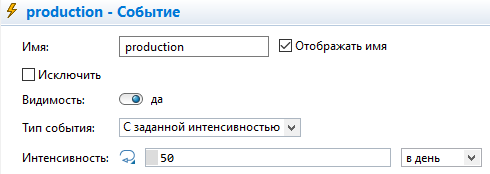 production - Событие
Имя: production Отображать имя
Исключить
Видимость: да
Тип события: С заданной интенсивностью
Интенсивность: 50 в день